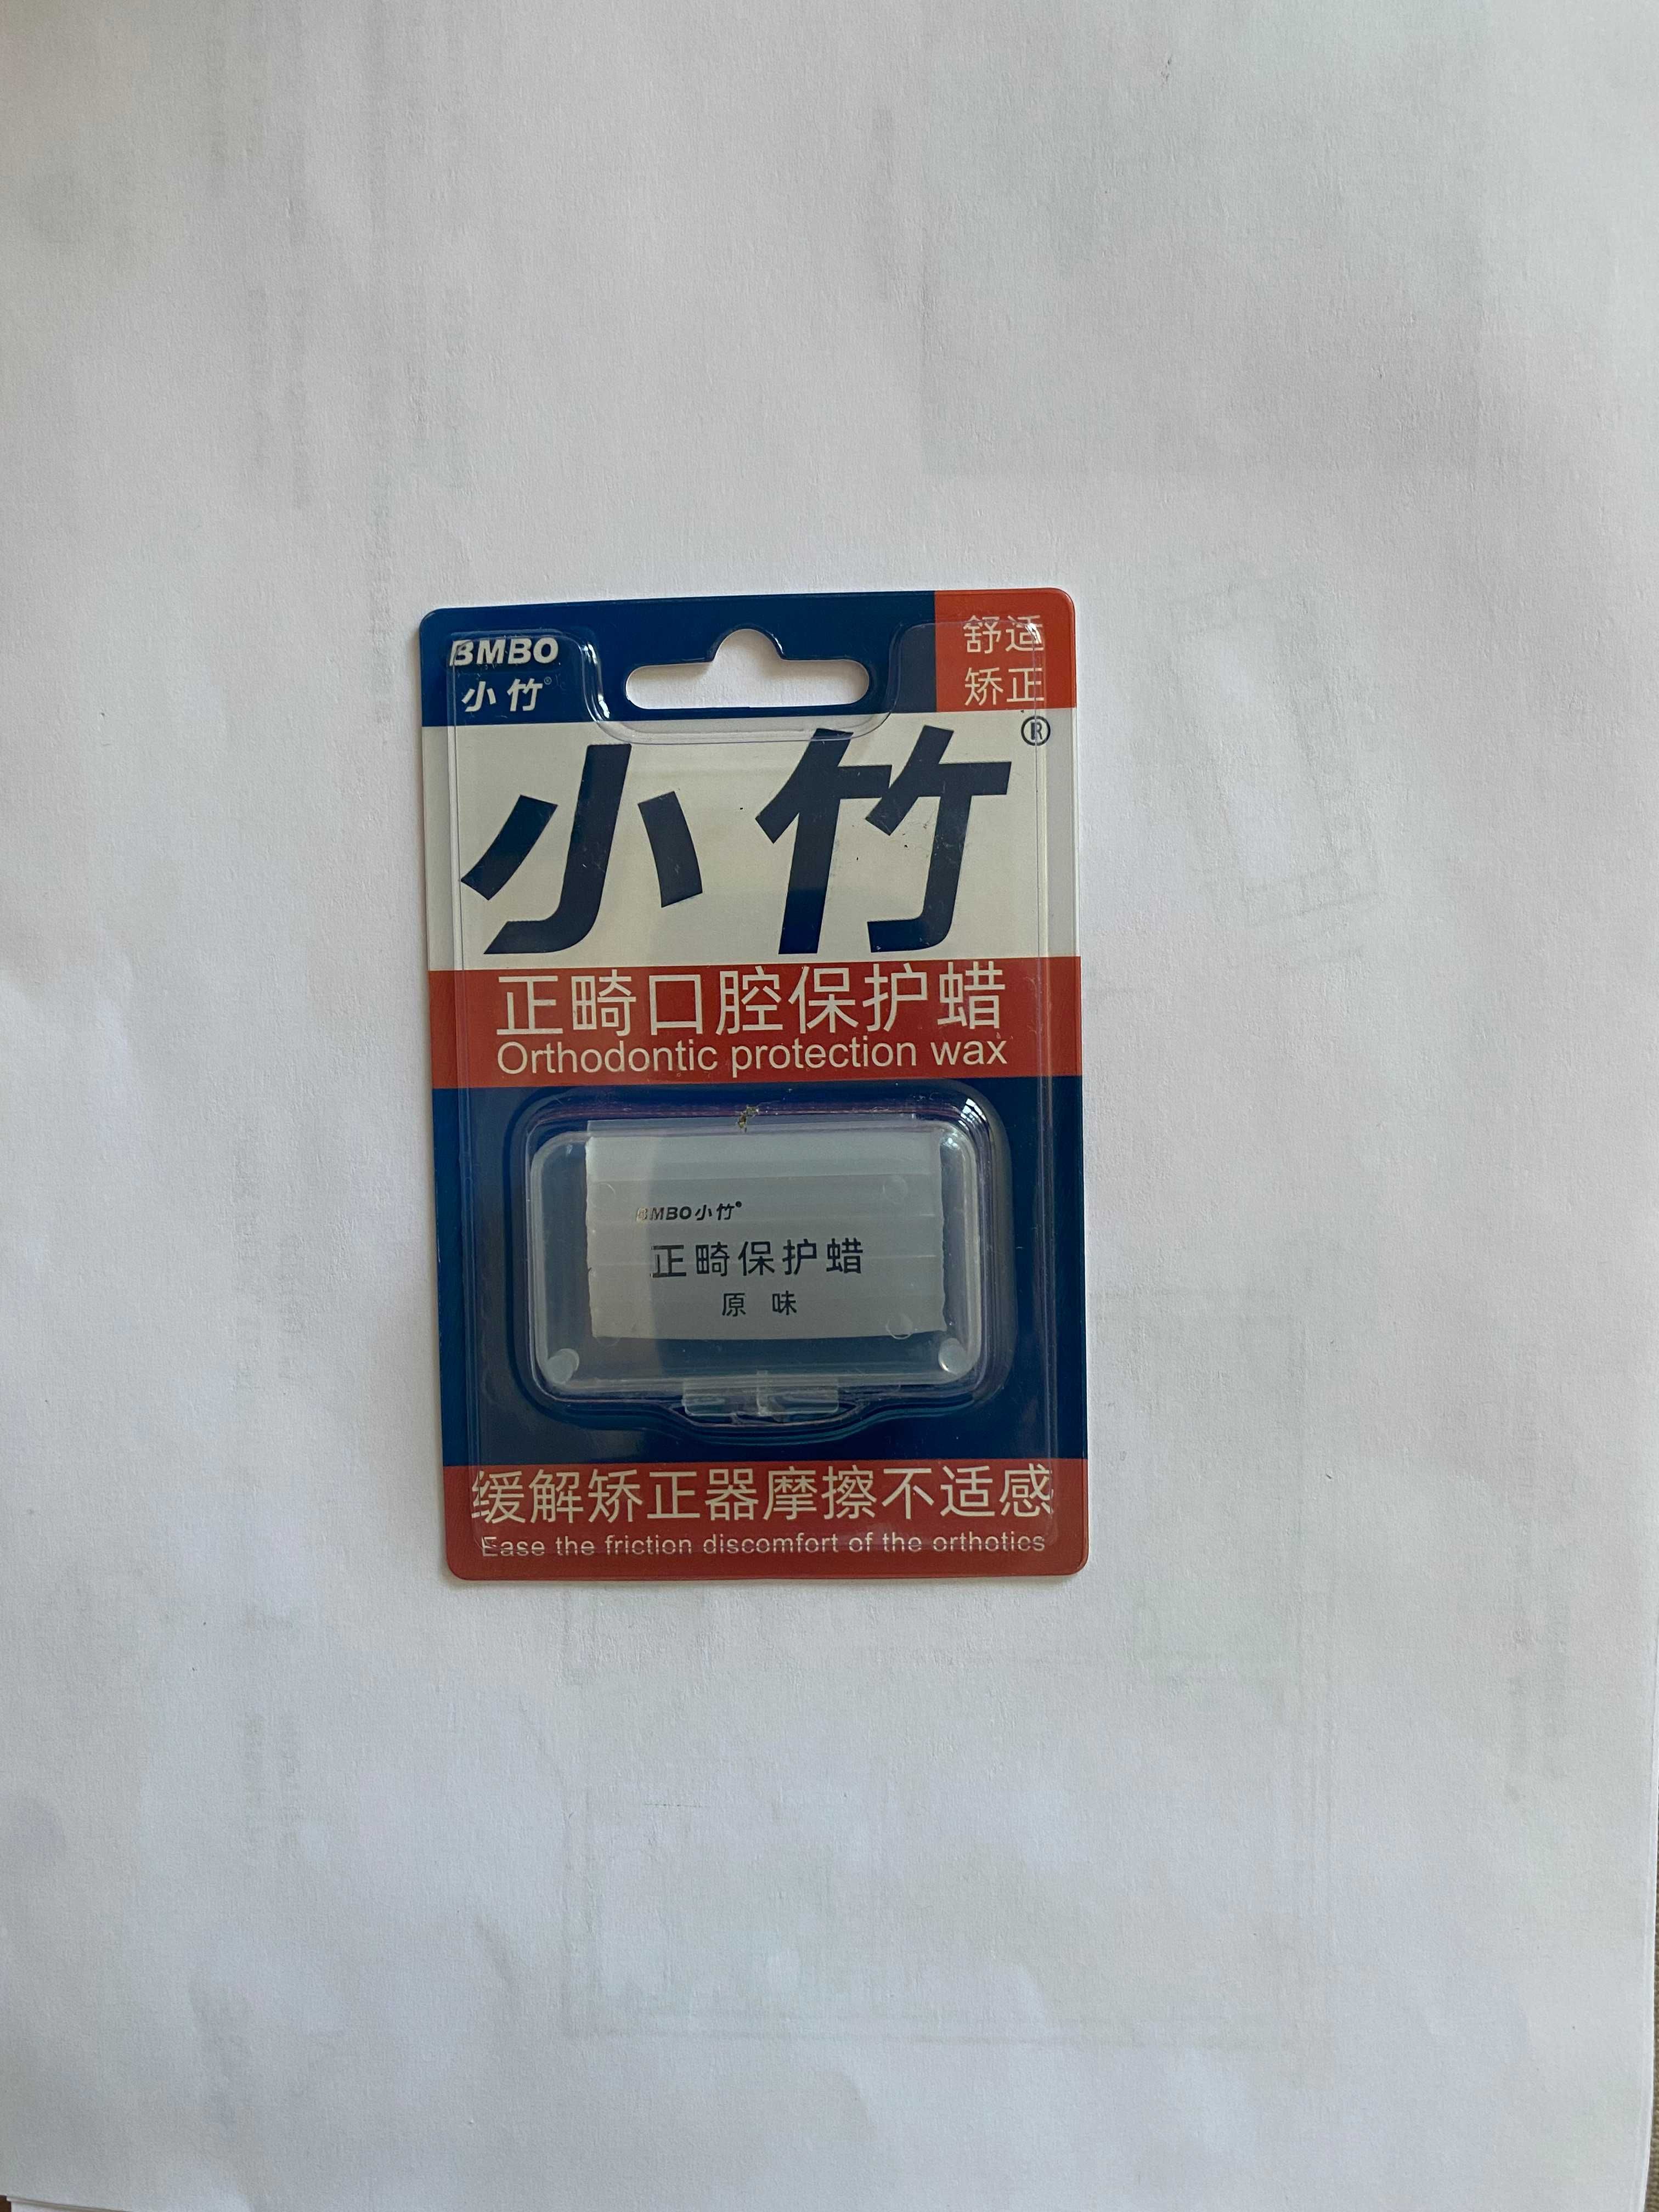 BMBO
小竹®
舒适
矫正
小竹®
正畸口腔保护蜡
Orthodontic protection wax
BMBO小竹®
正畸保护蜡
原味
缓解矫正器摩擦不适感
Ease the friction discomfort of the orthotics